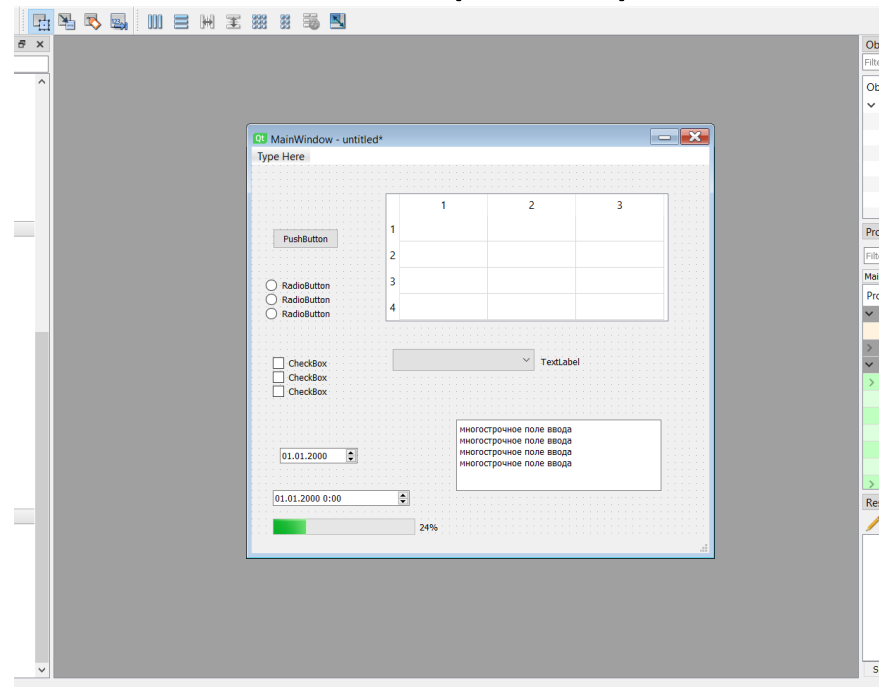 Qt MainWindow - untitled*
Type Here
1 2 3
1
2
3
4
PushButton
RadioButton
RadioButton
RadioButton
CheckBox
CheckBox
CheckBox
TextLabel
многострочное поле ввода
многострочное поле ввода
многострочное поле ввода
многострочное поле ввода
01.01.2000
01.01.2000 0:00
24%
Ob
Filte
Ob
Pro
Filt
Mai
Pro
Res
S